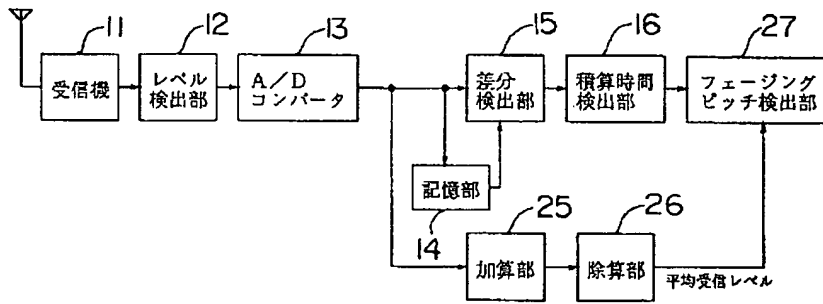 11
受信機
12
レベル
検出部
13
A/D
コンバータ
記憶部
14
15
差分
検出部
16
積算時間
検出部
27
フェージング
ピッチ検出部
25
加算部
26
除算部
平均受信レベル